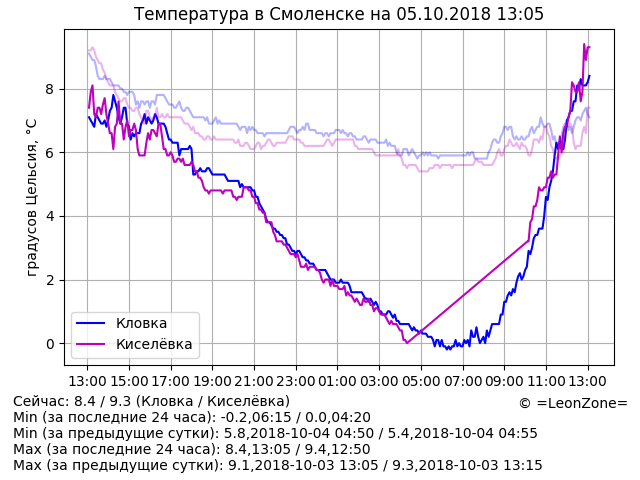 Температура в Смоленске на 05.10.2018 13:05
градусов Цельсия, °C
8
6
4
2
0
Кловка
Киселёвка
13:00 15:00 17:00 19:00 21:00 23:00 01:00 03:00 05:00 07:00 09:00 11:00 13:00
© =LeonZone=
Сейчас: 8.4 / 9.3 (Кловка / Киселёвка)
Min (за последние 24 часа): -0.2,06:15 / 0.0,04:20
Min (за предыдущие сутки): 5.8,2018-10-04 04:50 / 5.4,2018-10-04 04:55
Max (за последние 24 часа): 8.4,13:05 / 9.4,12:50
Max (за предыдущие сутки): 9.1,2018-10-03 13:05 / 9.3,2018-10-03 13:15